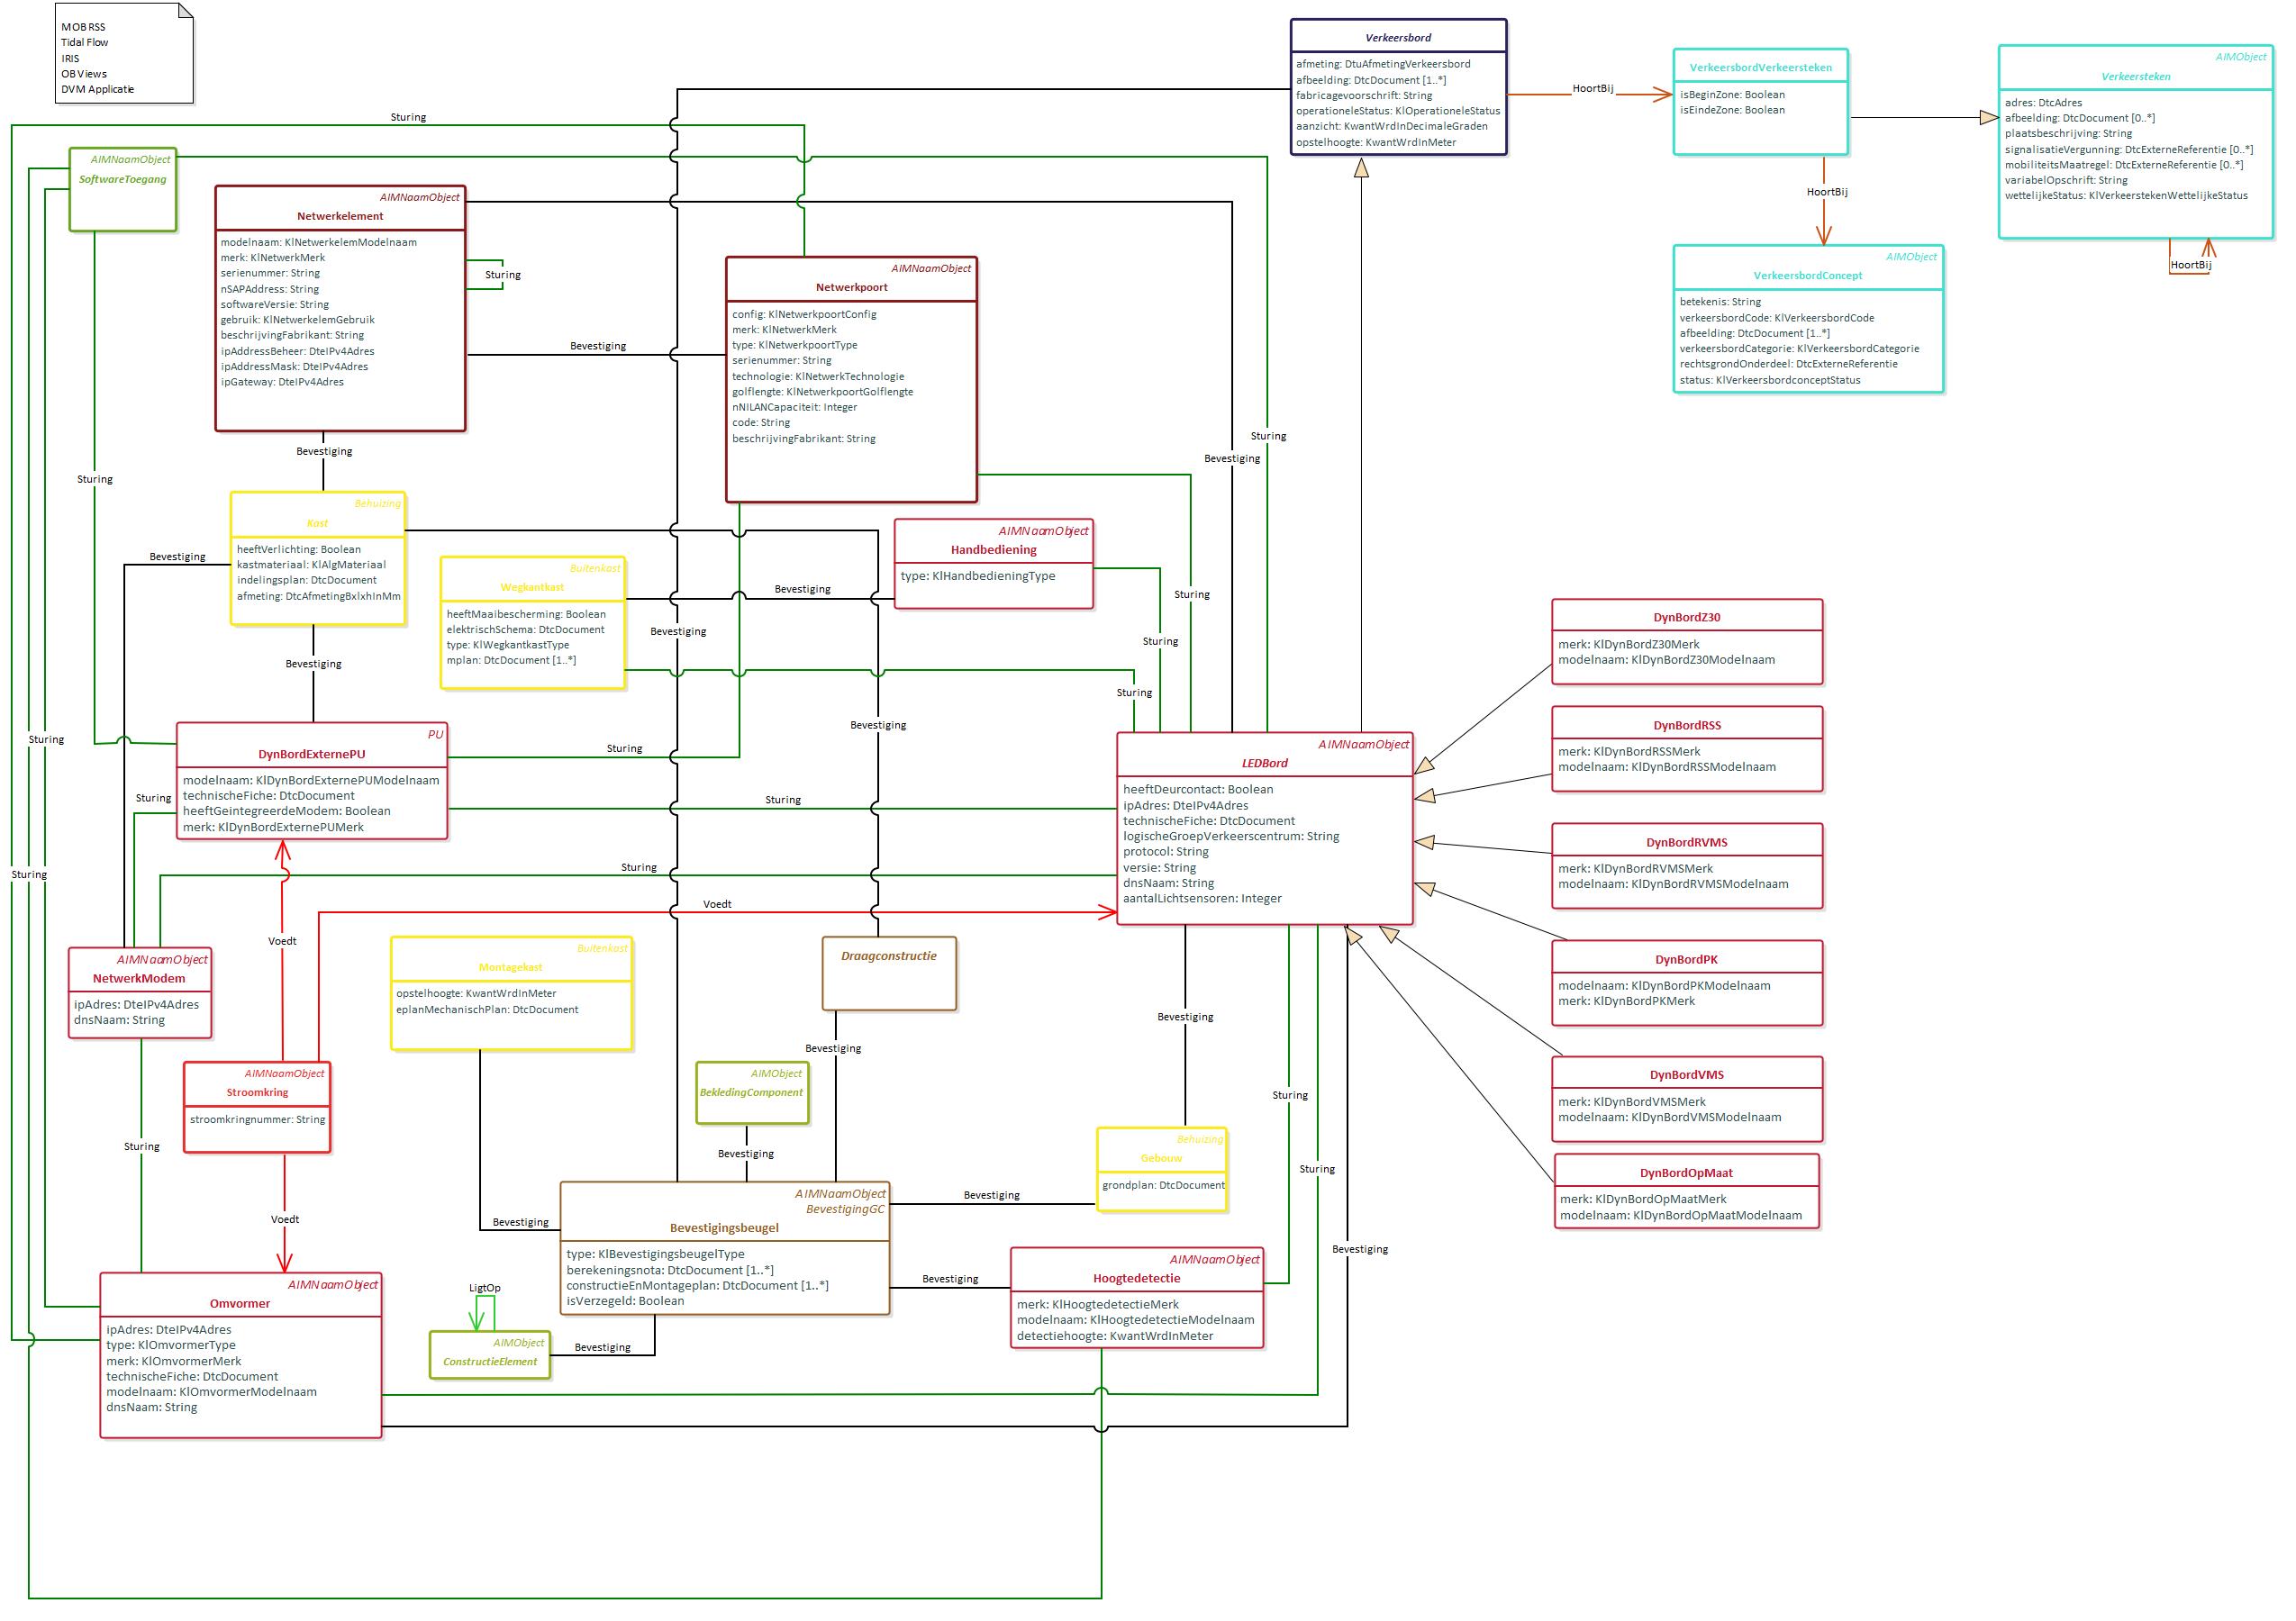 MOB RSS
Tidal Flow
IRIS
OB Views
DVM Applicatie
Verkeersbord
afmeting: DtuAfmetingVerkeersbord
afbeelding: DtcDocument [1..*]
fabricagevoorschrift: String
operationeleStatus: KlOperationeleStatus
aanzicht: KwantWrdInDecimaleGraden
opstelhoogte: KwantWrdInMeter
HoortBij
VerkeersbordVerkeersteken
isBeginZone: Boolean
isEindeZone: Boolean
AIMObject
Verkeersteken
adres: DtcAdres
afbeelding: DtcDocument [0..*]
plaatsbeschrijving: String
signalisatieVergunning: DtcExterneReferentie [0..*]
mobiliteitsMaatregel: DtcExterneReferentie [0..*]
variabelOpschrift: String
wettelijkeStatus: KlVerkeerstekenWettelijkeStatus
HoortBij
HoortBij
AIMObject
VerkeersbordConcept
betekenis: String
verkeersbordCode: KlVerkeersbordCode
afbeelding: DtcDocument [1..*]
verkeersbordCategorie: KlVerkeersbordCategorie
rechtsgrondOnderdeel: DtcExterneReferentie
status: KlVerkeersbordconceptStatus
Sturing
AIMNaamObject
SoftwareToegang
AIMNaamObject
Netwerkelement
modelnaam: KlNetwerkelemModelnaam
merk: KlNetwerkMerk
serienummer: String
nSAPAddress: String
softwareVersie: String
gebruik: KlNetwerkelemGebruik
beschrijvingFabrikant: String
ipAddressBeheer: DteIPv4Adres
ipAddressMask: DteIPv4Adres
ipGateway: DteIPv4Adres
Sturing
Bevestiging
AIMNaamObject
Netwerkpoort
config: KlNetwerkpoortConfig
merk: KlNetwerkMerk
type: KlNetwerkpoortType
serienummer: String
technologie: KlNetwerkTechnologie
golflengte: KlNetwerkpoortGolflengte
nNILANCapaciteit: Integer
code: String
beschrijvingFabrikant: String
Sturing
Bevestiging
Bevestiging
Sturing
Behuizing
Kast
heeftVerlichting: Boolean
kastmateriaal: KlAlgMateriaal
indelingsplan: DtcDocument
afmeting: DtcAfmetingBxlxhInMm
Bevestiging
Bevestiging
Buitenkast
Wegkantkast
heeftMaaibescherming: Boolean
elektrischSchema: DtcDocument
type: KlWegkantkastType
mplan: DtcDocument [1..*]
Bevestiging
AIMNaamObject
Handbediening
type: KlHandbedieningType
Bevestiging
Sturing
Sturing
Sturing
Bevestiging
Sturing
PU
DynBordExternePU
modelnaam: KlDynBordExternePUModelnaam
technischeFiche: DtcDocument
heeftGeintegreerdeModem: Boolean
merk: KlDynBordExternePUMerk
Sturing
Sturing
Sturing
Sturing
Sturing
Voedt
Voedt
AIMNaamObject
LEDBord
heeftDeurcontact: Boolean
ipAdres: DteIPv4Adres
technischeFiche: DtcDocument
logischeGroepVerkeerscentrum: String
protocol: String
versie: String
dnsNaam: String
aantalLichtsensoren: Integer
DynBordZ30
merk: KlDynBordZ30Merk
modelnaam: KlDynBordZ30Modelnaam
DynBordRSS
merk: KlDynBordRSSMerk
modelnaam: KlDynBordRSSModelnaam
DynBordRVMS
merk: KlDynBordRVMSMerk
modelnaam: KlDynBordRVMSModelnaam
DynBordPK
modelnaam: KlDynBordPKModelnaam
merk: KlDynBordPKMerk
DynBordVMS
merk: KlDynBordVMSMerk
modelnaam: KlDynBordVMSModelnaam
DynBordOpMaat
merk: KlDynBordOpMaatMerk
modelnaam: KlDynBordOpMaatModelnaam
AIMNaamObject
NetwerkModem
ipAdres: DteIPv4Adres
dnsNaam: String
Buitenkast
Montagekast
opstelhoogte: KwantWrdInMeter
eplanMechanischPlan: DtcDocument
Draagconstructie
Bevestiging
Bevestiging
AIMNaamObject
Stroomkring
stroomkringnummer: String
AIMObject
BekledingComponent
Bevestiging
Sturing
Sturing
Sturing
Voedt
Behuizing
Gebouw
grondplan: DtcDocument
Bevestiging
Bevestiging
AIMNaamObject
BevestigingGC
Bevestigingsbeugel
type: KlBevestigingsbeugelType
berekeningsnota: DtcDocument [1..*]
constructieEnMontageplan: DtcDocument [1..*]
isVerzegeld: Boolean
Bevestiging
Bevestiging
AIMNaamObject
Hoogtedetectie
merk: KlHoogtedetectieMerk
modelnaam: KlHoogtedetectieModelnaam
detectiehoogte: KwantWrdInMeter
LigtOp
AIMObject
ConstructieElement
Bevestiging
AIMNaamObject
Omvormer
ipAdres: DteIPv4Adres
type: KlOmvormerType
merk: KlOmvormerMerk
technischeFiche: DtcDocument
modelnaam: KlOmvormerModelnaam
dnsNaam: String